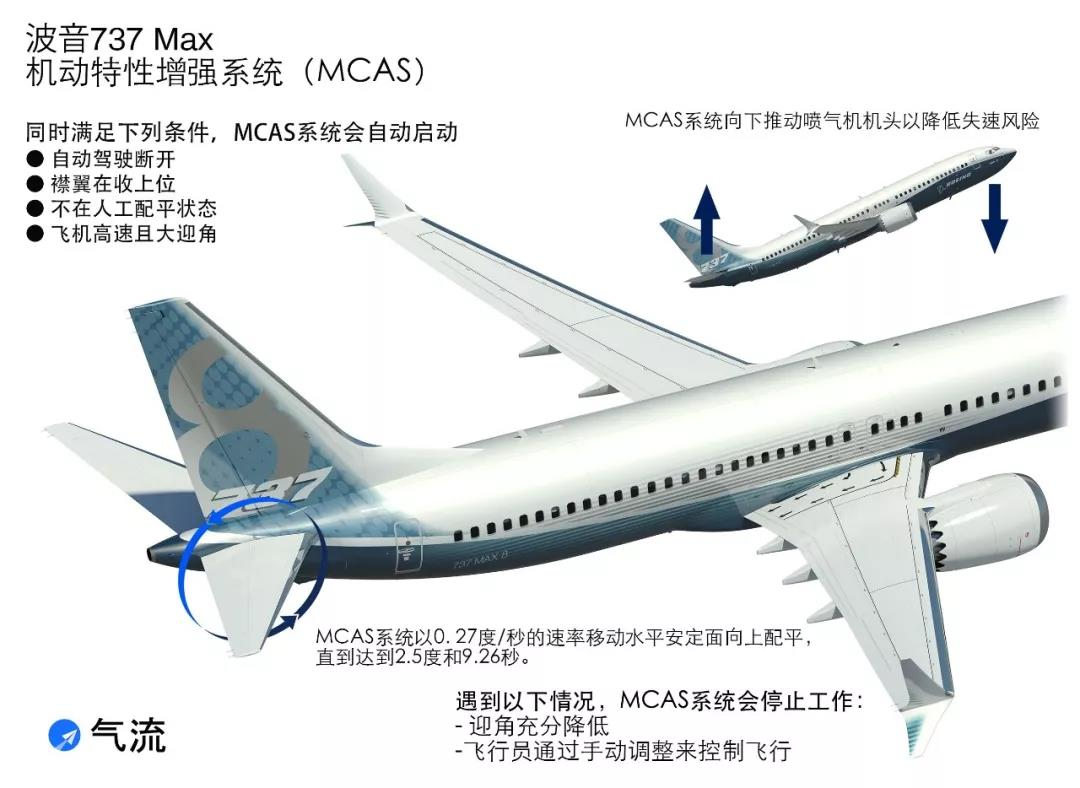 波音737 Max
机动特性增强系统（MCAS）
同时满足下列条件，MCAS系统会自动启动
● 自动驾驶断开
● 襟翼在收上位
● 不在人工配平状态
● 飞机高速且大迎角
MCAS系统向下推动喷气机机头以降低失速风险
BOEING
737
8
737
737 MAX 8
MCAS系统以0.27度/秒的速率移动水平安定面向上配平，
直到达到2.5度和9.26秒。
遇到以下情况，MCAS系统会停止工作：
- 迎角充分降低
-飞行员通过手动调整来控制飞行
气流